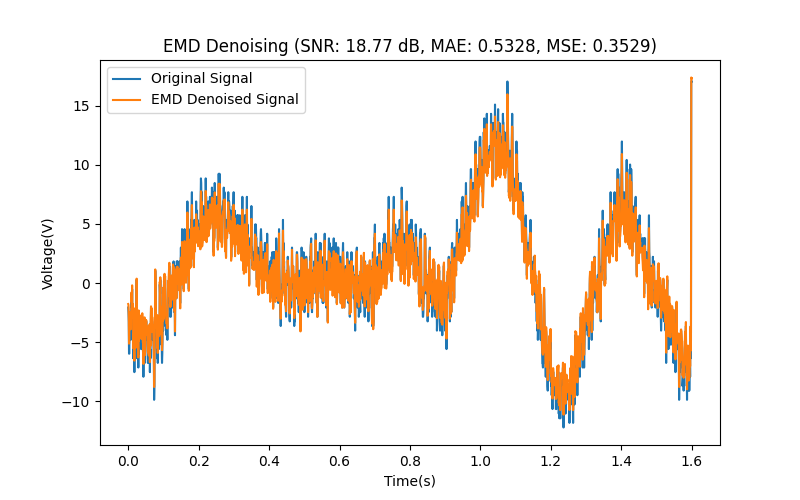 EMD Denoising (SNR: 18.77 dB, MAE: 0.5328, MSE: 0.3529)
Original Signal
EMD Denoised Signal
15
10
5
0
−5
−10
Voltage(V)
0.0 0.2 0.4 0.6 0.8 1.0 1.2 1.4 1.6
Time(s)